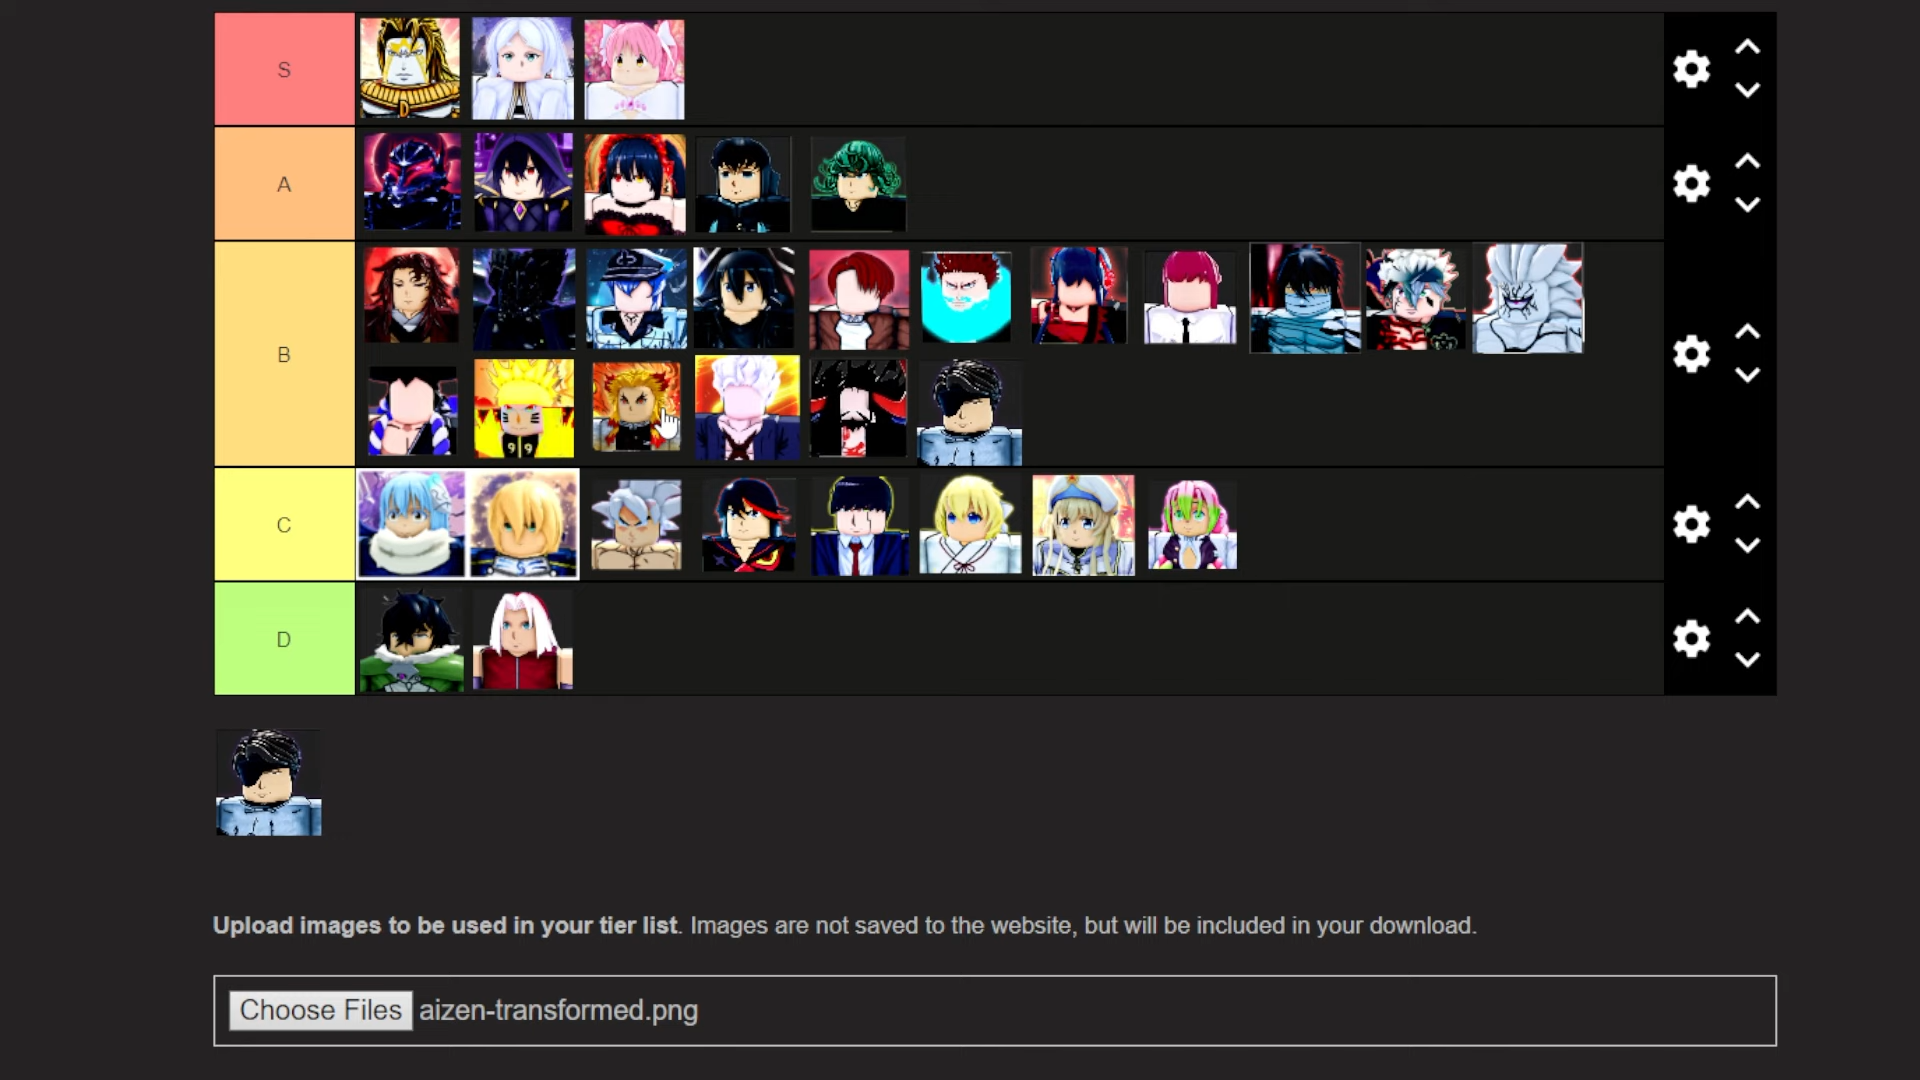 S
A
B
C
D
Upload images to be used in your tier list. Images are not saved to the website, but will be included in your download.
Choose Files aizen-transformed.png